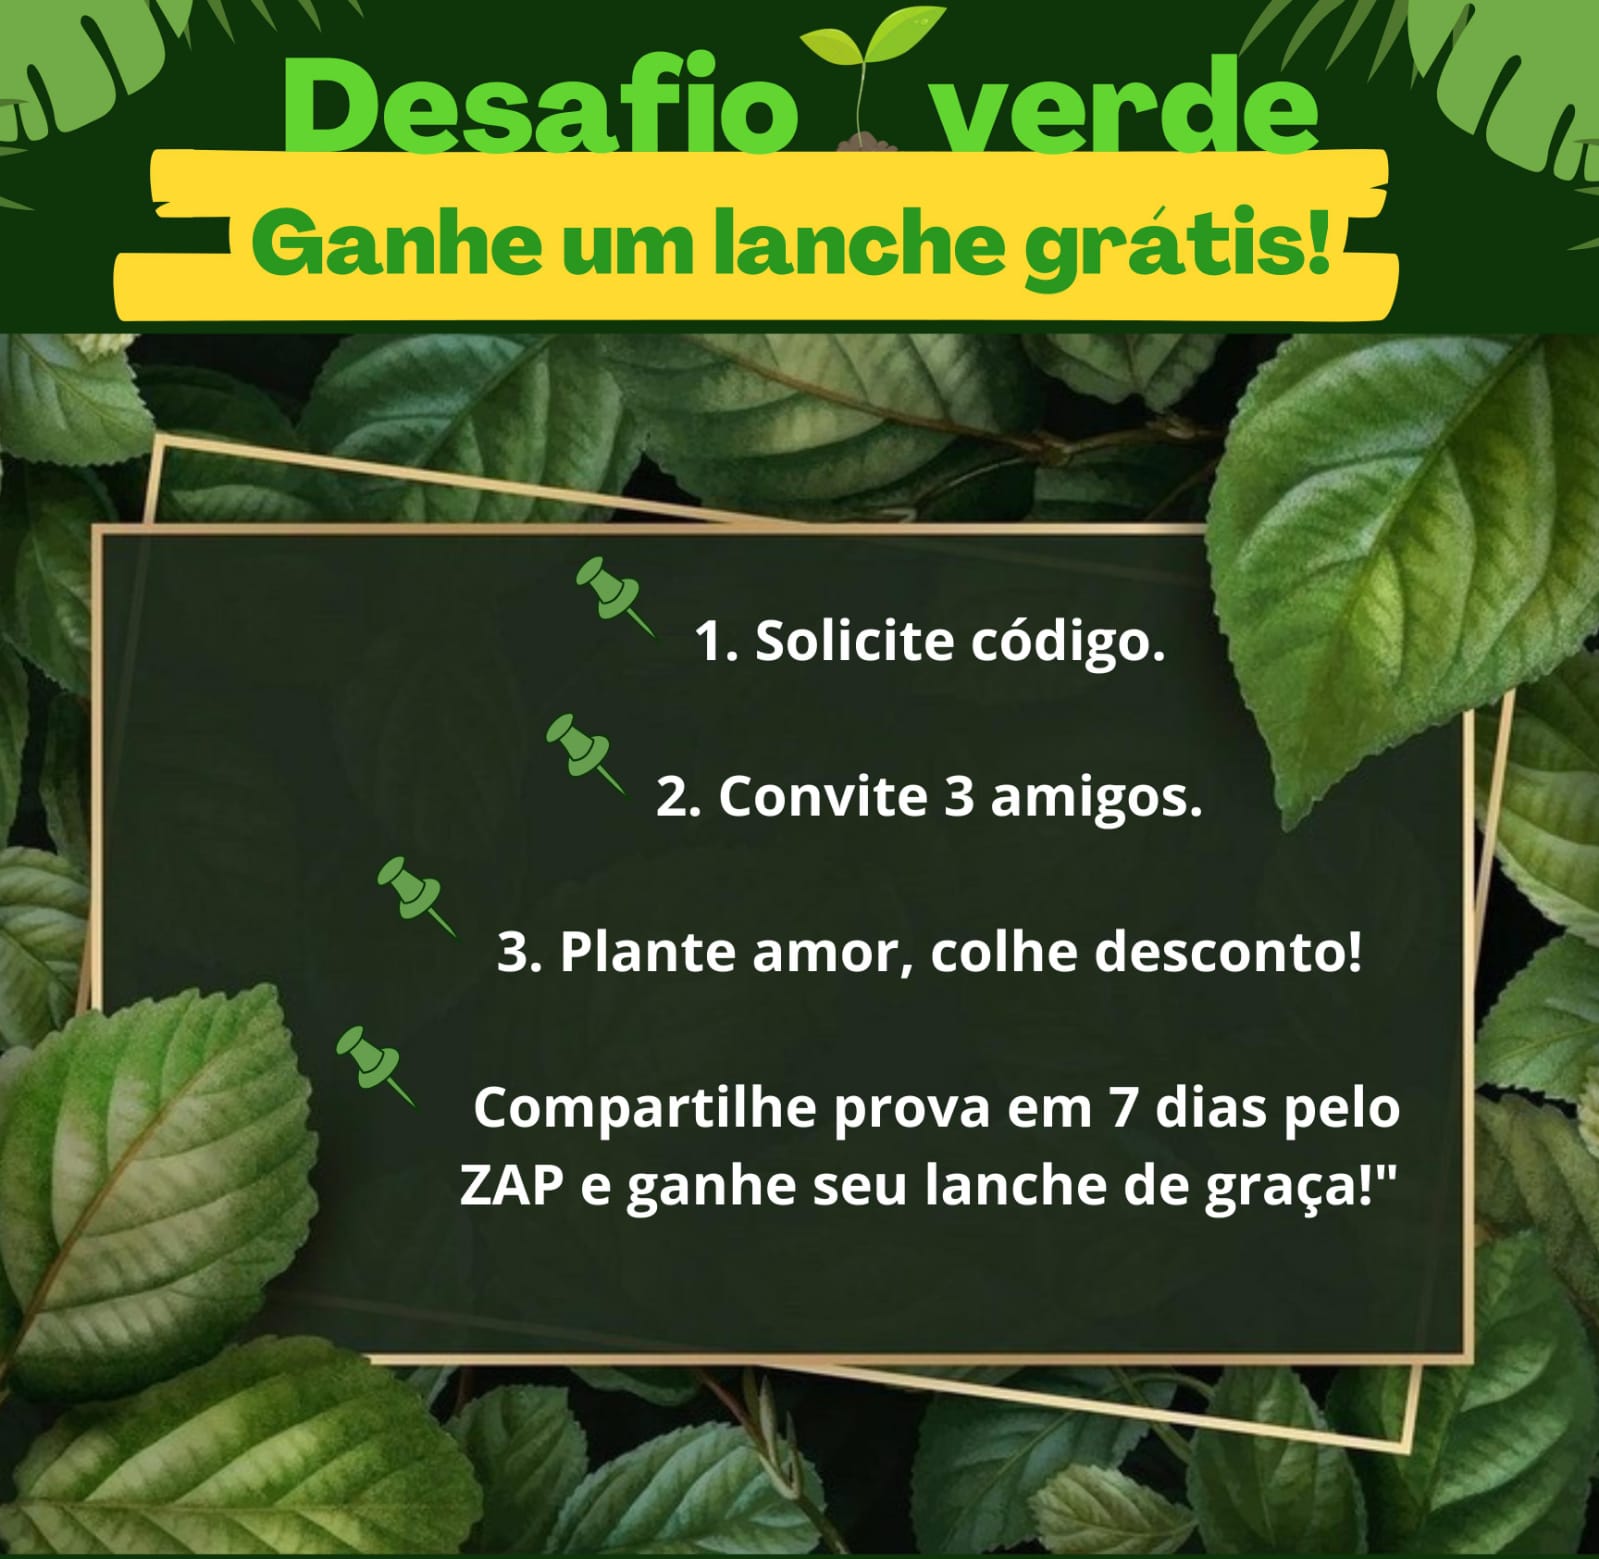 Desafio verde
Ganhe um lanche grátis!
1. Solicite código.
2. Convite 3 amigos.
3. Plante amor, colhe desconto!
Compartilhe prova em 7 dias pelo
ZAP e ganhe seu lanche de graça!"